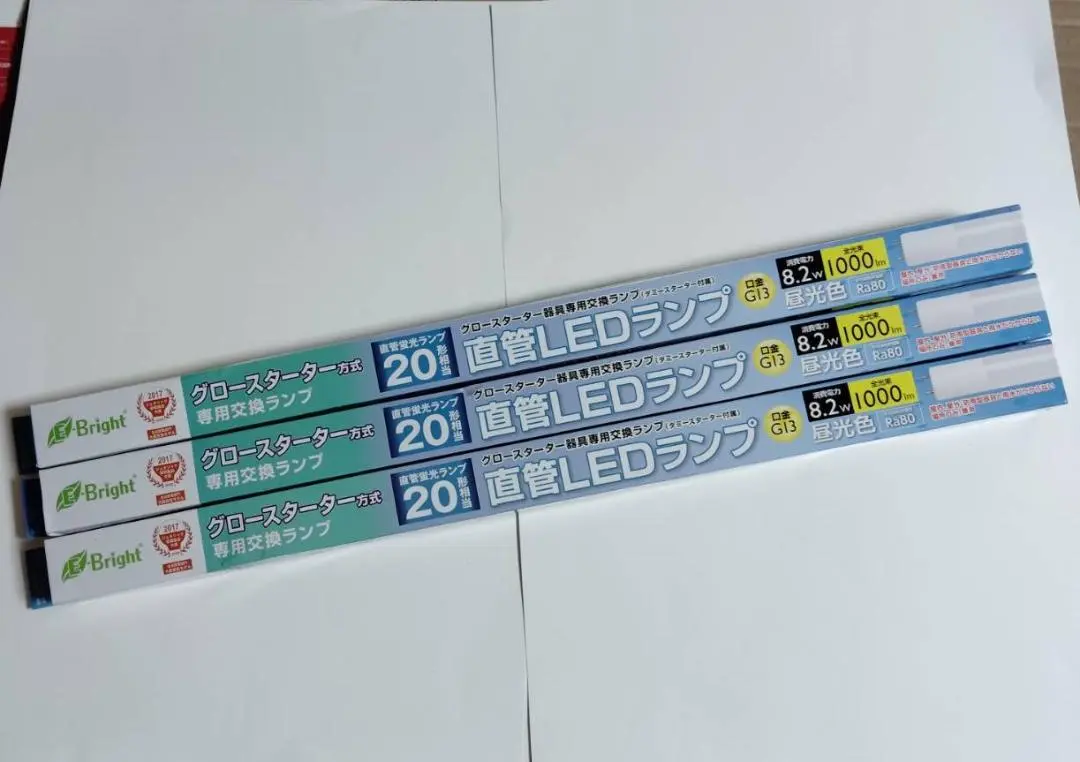 E-Bright
2017
グロースターター方式
専用交換ランプ
直管蛍光ランプ
20形相当
グロースターター器具専用交換ランプ(ダミースターター付属)
直管LEDランプ
口金
G13
消費電力
8.2w
全光束
1000lm
昼光色
Ra80
E-Bright
2017
グロースターター方式
専用交換ランプ
直管蛍光ランプ
20形相当
グロースターター器具専用交換ランプ(ダミースターター付属)
直管LEDランプ
口金
G13
消費電力
8.2w
全光束
1000lm
昼光色
Ra80
E-Bright
2017
グロースターター方式
専用交換ランプ
直管蛍光ランプ
20形相当
グロースターター器具専用交換ランプ(ダミースターター付属)
直管LEDランプ
口金
G13
消費電力
8.2w
全光束
1000lm
昼光色
Ra80